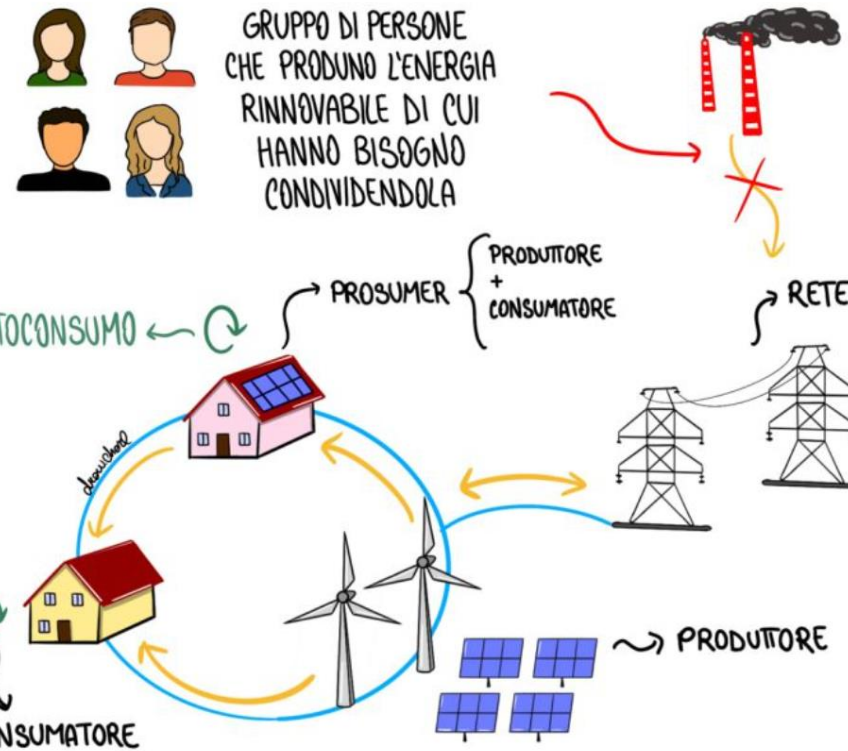 GRUPPO DI PERSONE
CHE PRODUNO L'ENERGIA
RINNOVABILE DI CUI
HANNO BISOGNO
CONDIVIDENDOLA
PROSUMER
PRODUTTORE
+
CONSUMATORE
RETE
TOCONSUMO
drawchard
PRODUTTORE
NSUMATORE